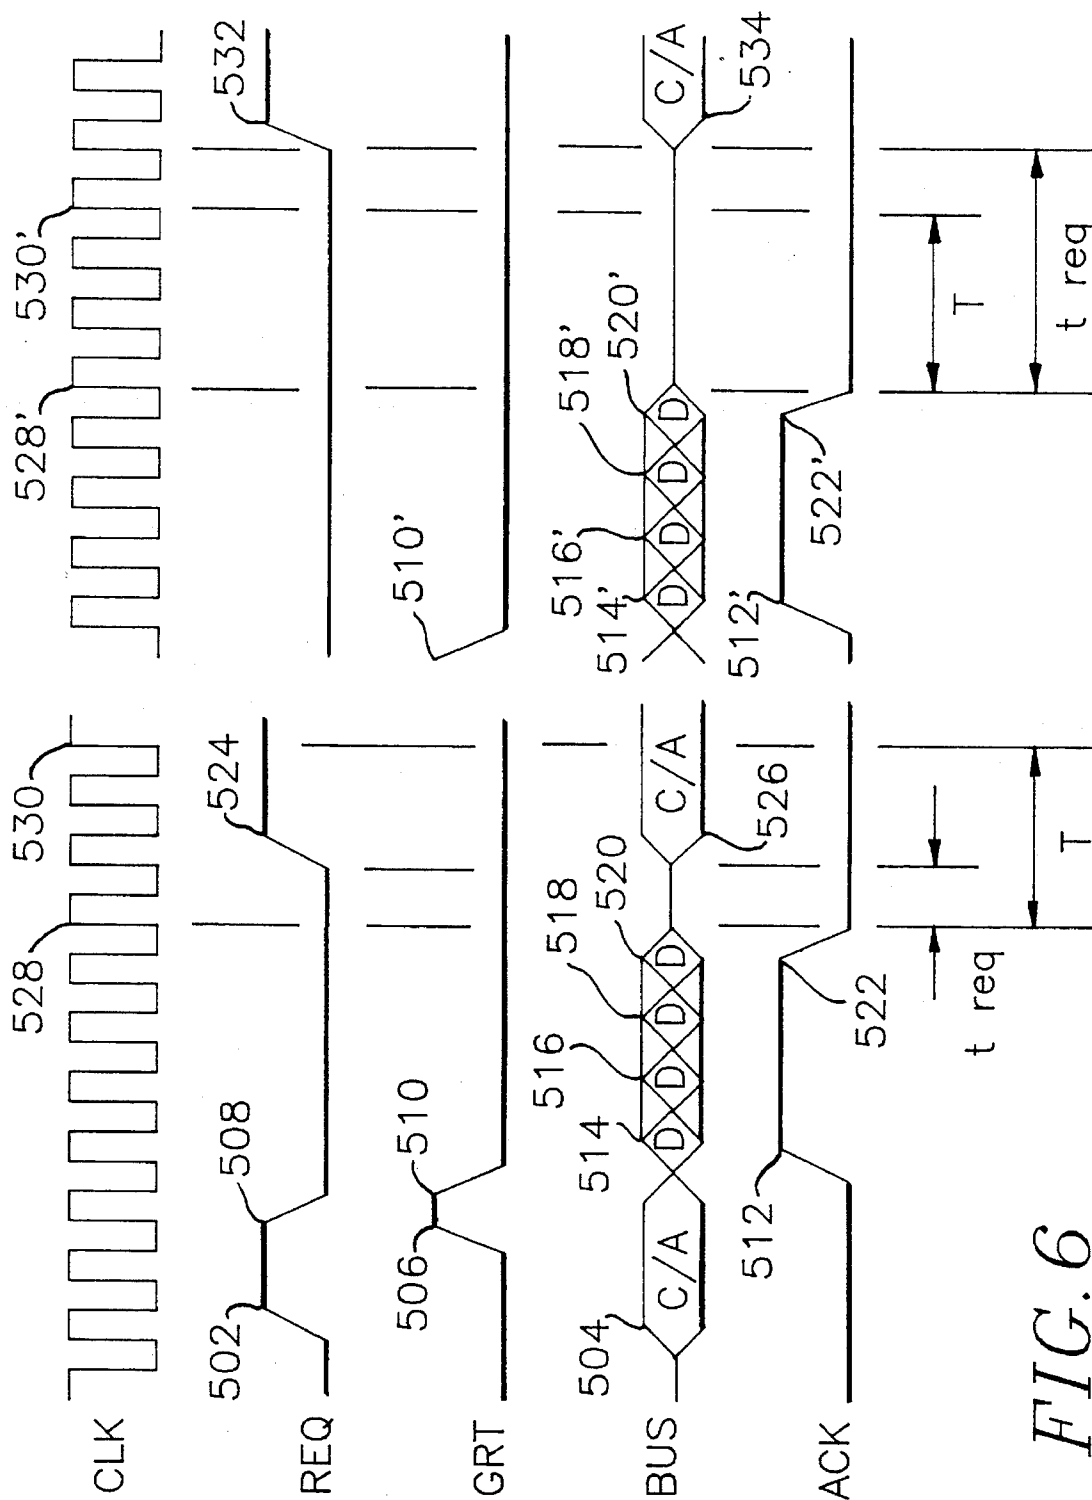 CLK
528
530
528'
530'
REQ
502
508
524
532
GRT
506
510
510'
BUS
504
C/A
514
D
516
D
518
D
520
D
526
C/A
514'
D
516'
D
518'
D
520'
D
C/A
534
ACK
512
522
512'
522'
t req
T
T
t req
FIG. 6